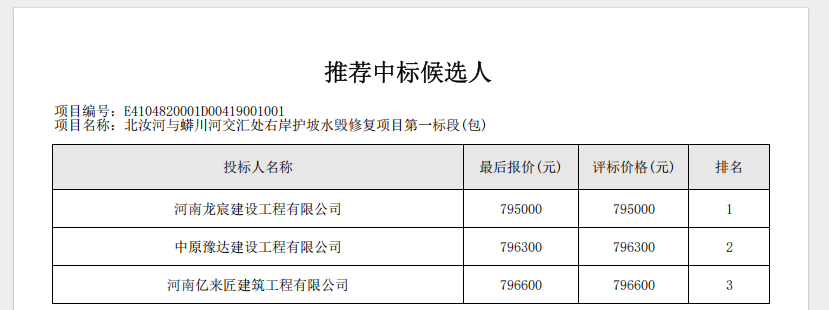 推荐中标候选人
项目编号：E4104820001D00419001001
项目名称：北汝河与蟒川河交汇处右岸护坡水毁修复项目第一标段(包)
投标人名称 最后报价(元) 评标价格(元) 排名
河南龙宸建设工程有限公司 795000 795000 1
中原豫达建设工程有限公司 796300 796300 2
河南亿来匠建筑工程有限公司 796600 796600 3